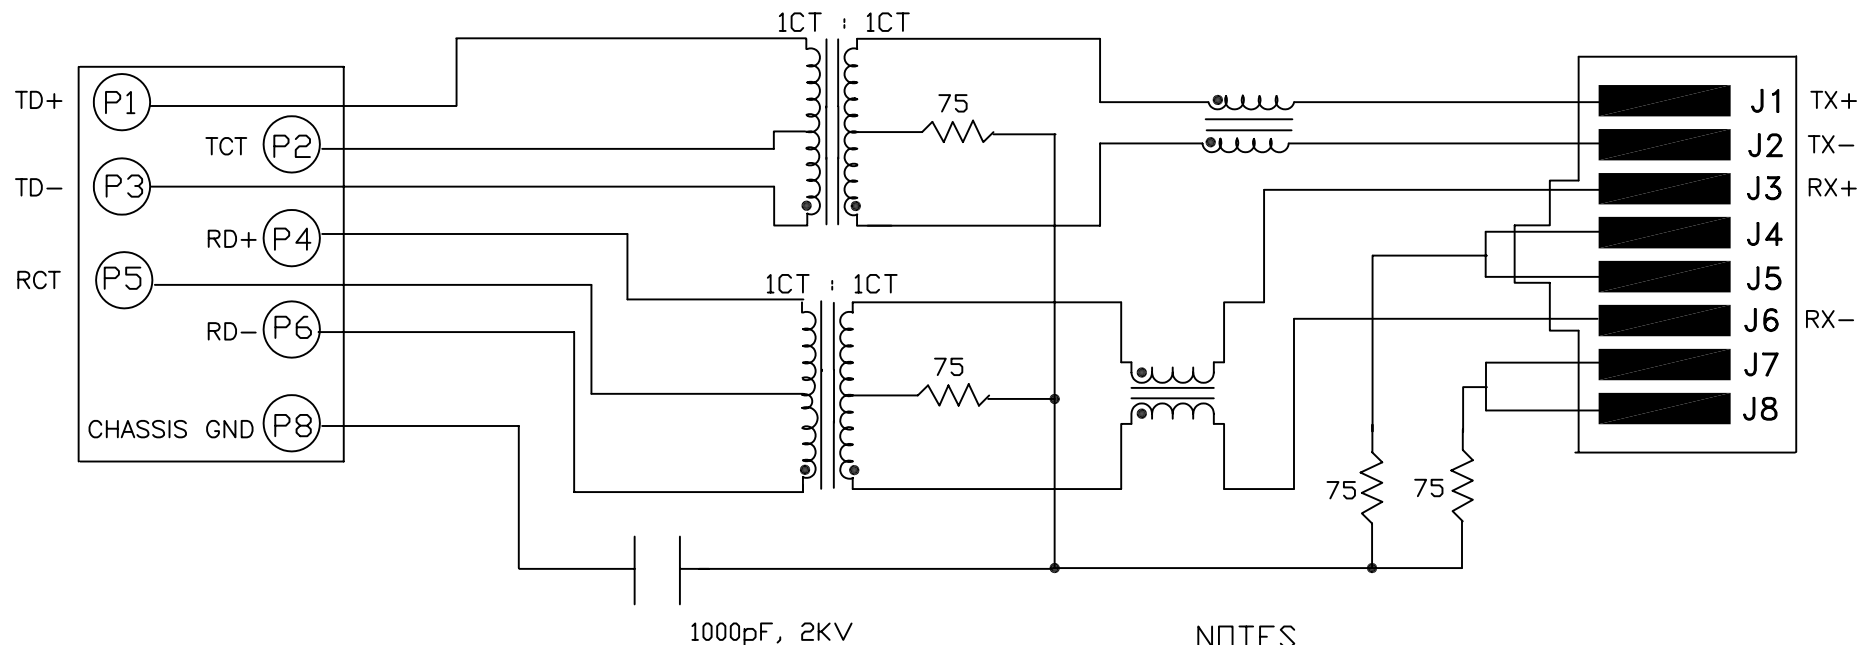 1CT : 1CT
TD+ P1
TCT P2
TD- P3
RD+ P4
RCT P5
RD- P6
CHASSIS GND P8
75
1CT : 1CT
75
J1 TX+
J2 TX-
J3 RX+
J4
J5
J6 RX-
J7
J8
75
75
1000pF, 2KV
NOTES